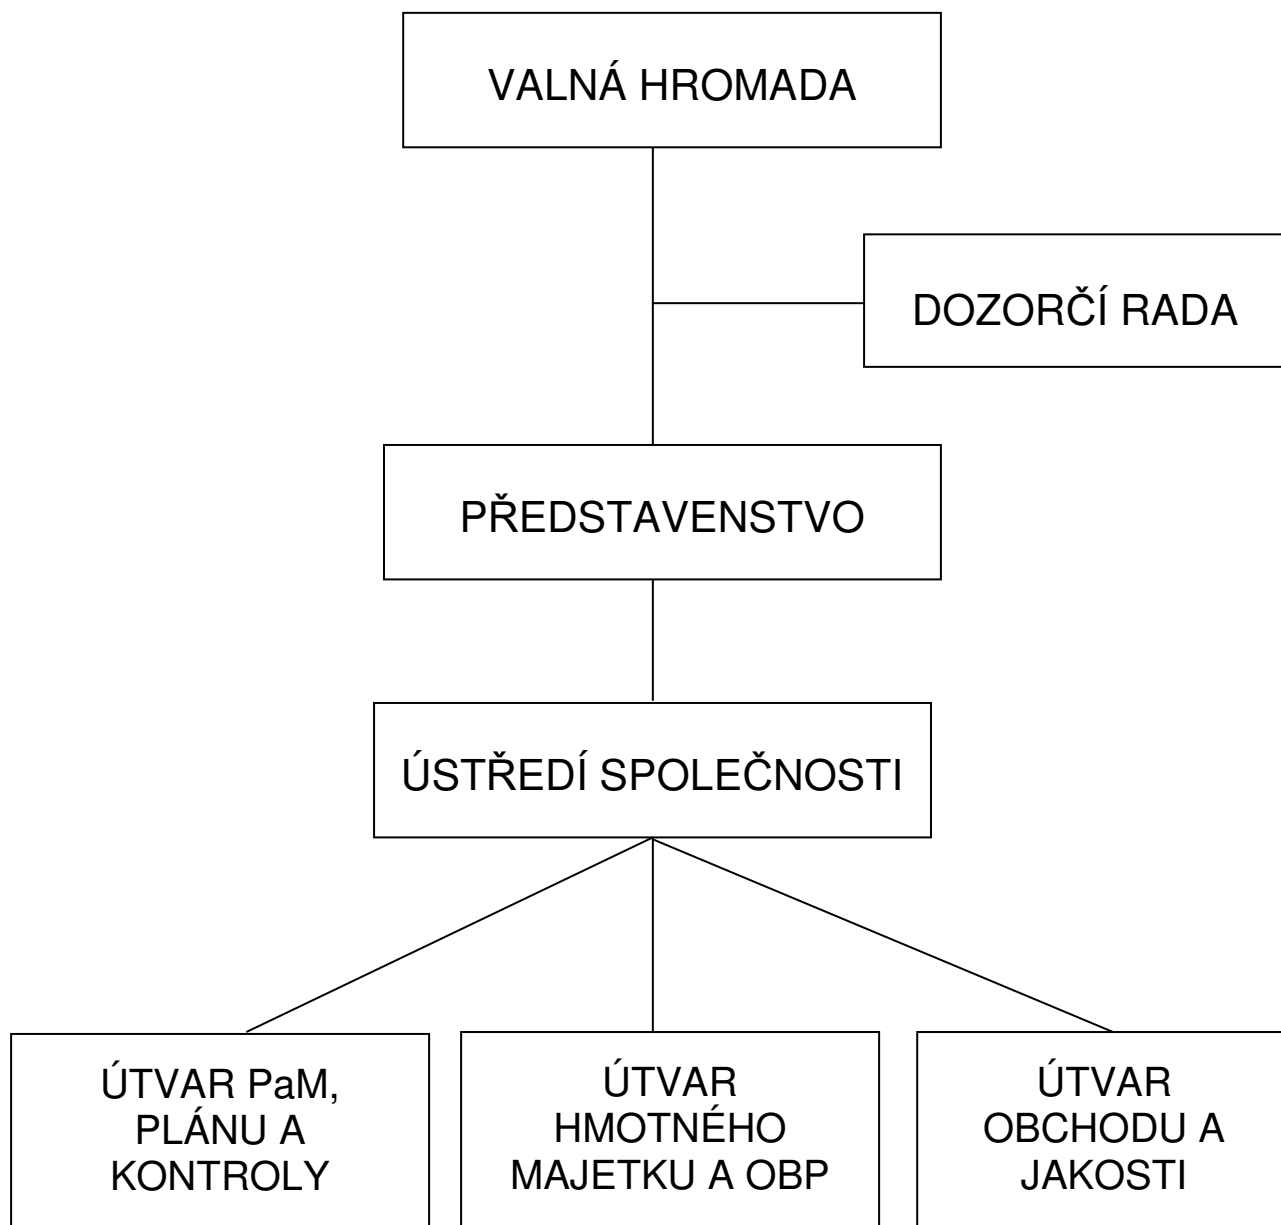 VALNÁ HROMADA
DOZORČÍ RADA
PŘEDSTAVENSTVO
ÚSTŘEDÍ SPOLEČNOSTI
ÚTVAR PaM,
PLÁNU A
KONTROLY
ÚTVAR
HMOTNÉHO
MAJETKU A OBP
ÚTVAR
OBCHODU A
JAKOSTI